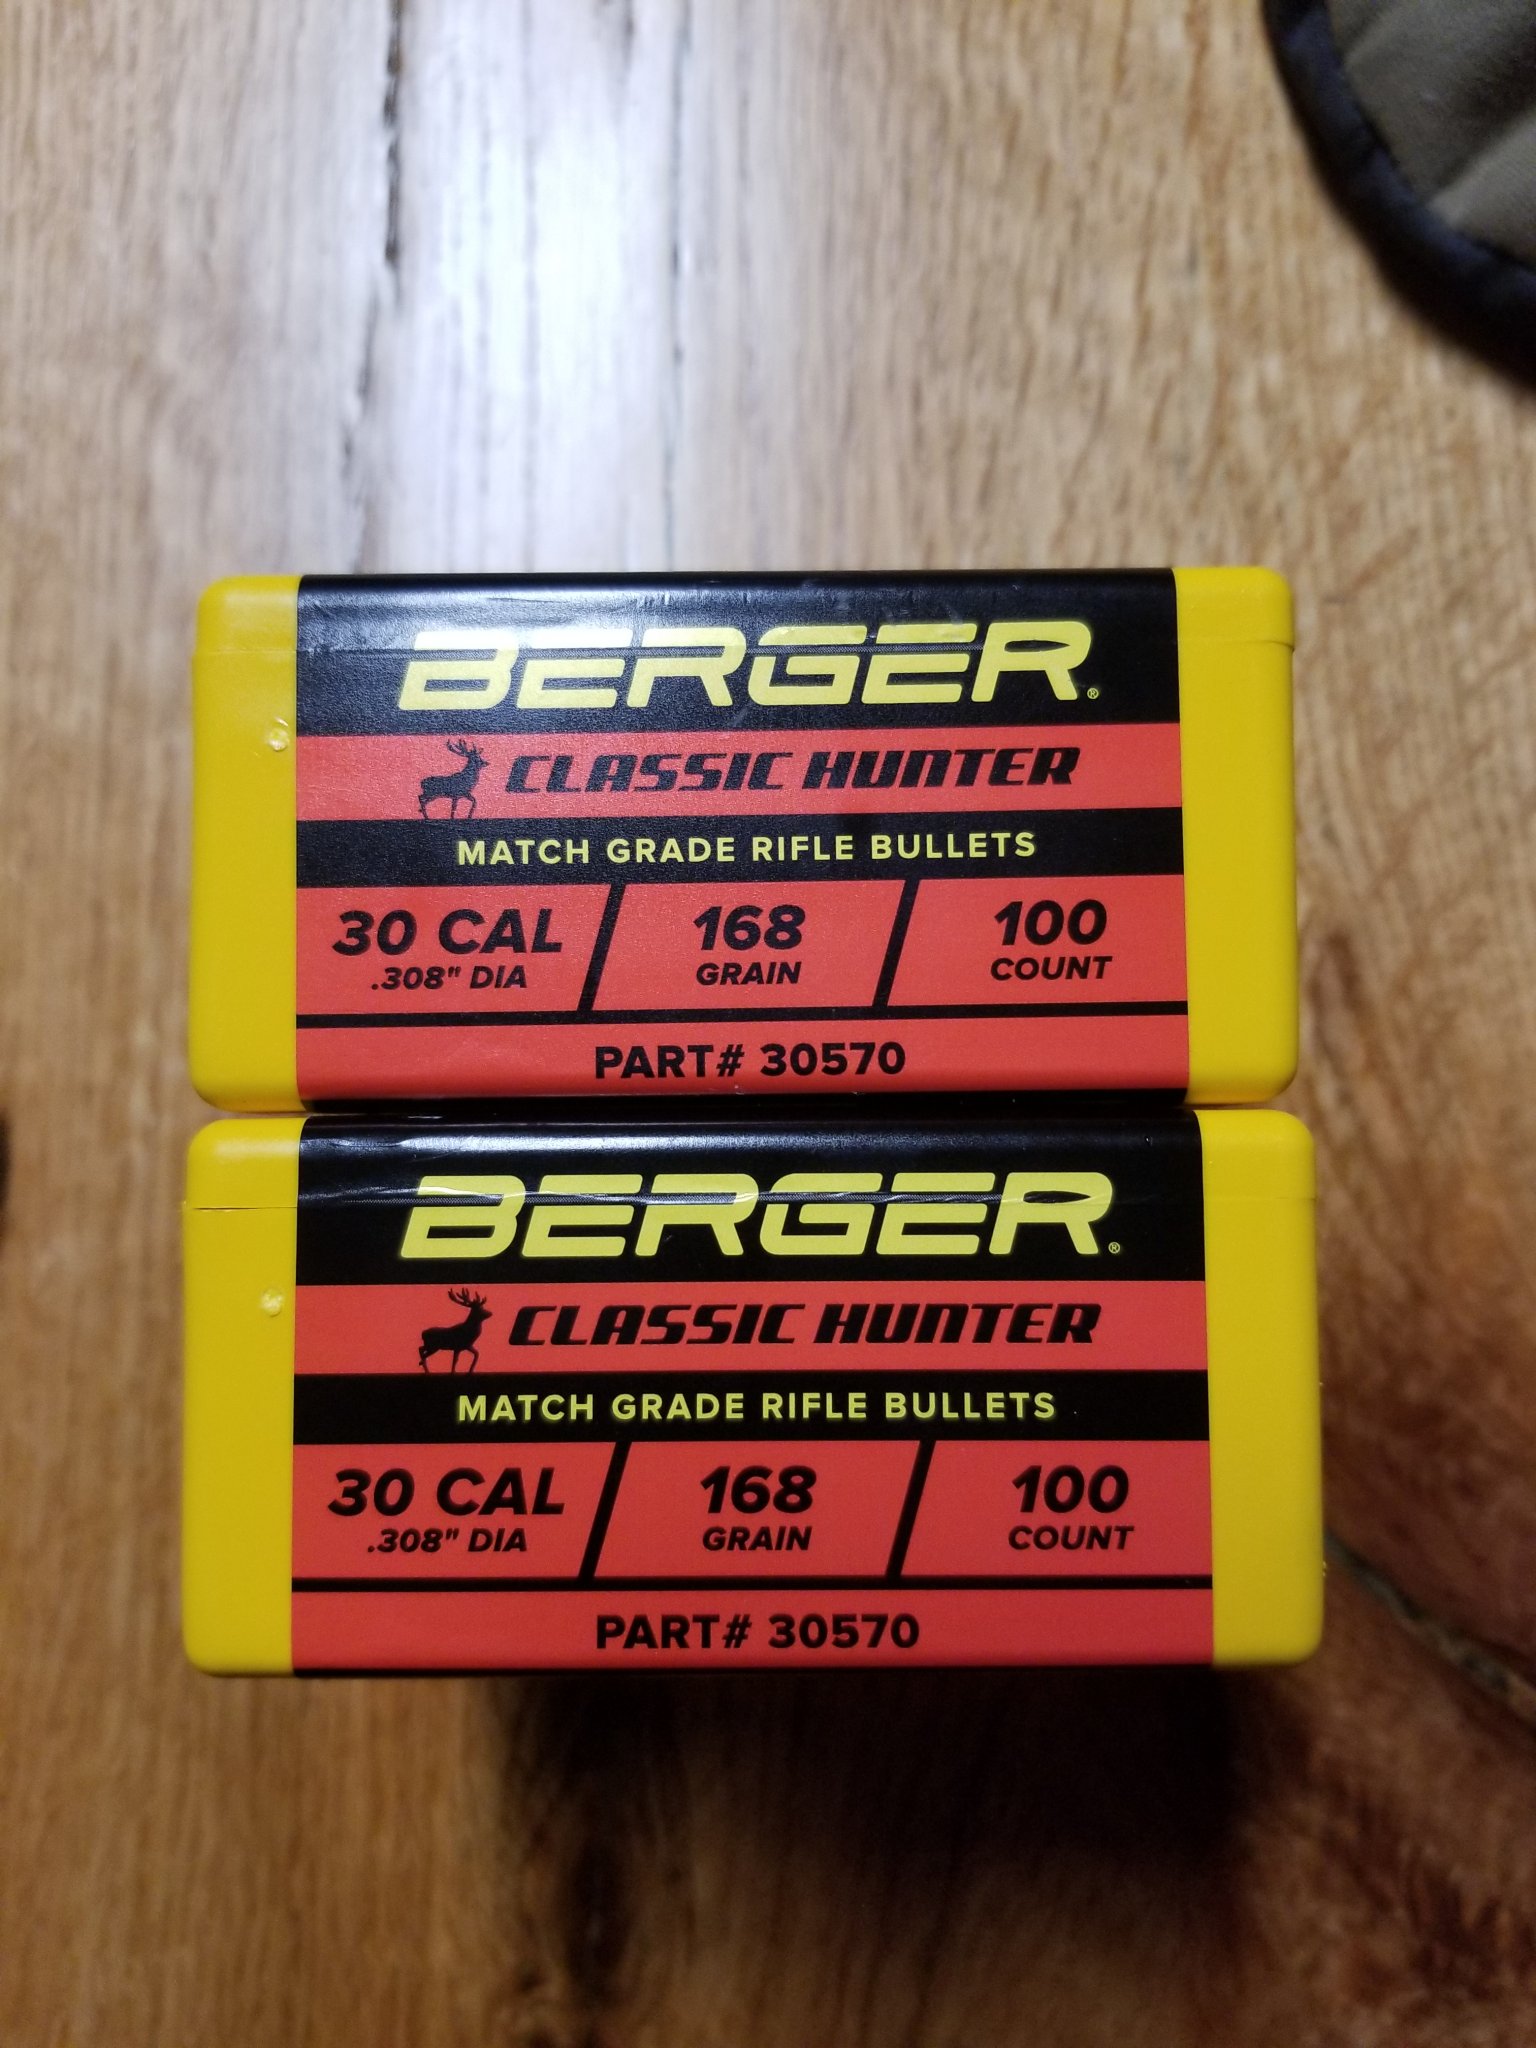 BERGER®
CLASSIC HUNTER
MATCH GRADE RIFLE BULLETS
30 CAL 168 100
.308" DIA GRAIN COUNT
PART# 30570
BERGER®
CLASSIC HUNTER
MATCH GRADE RIFLE BULLETS
30 CAL 168 100
.308" DIA GRAIN COUNT
PART# 30570